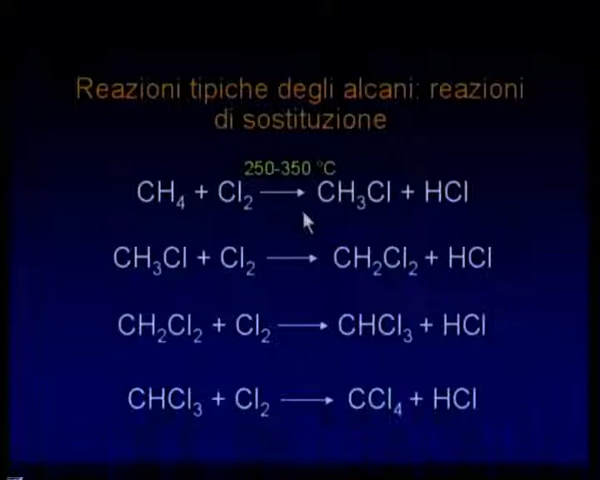 Reazioni tipiche degli alcani: reazioni
di sostituzione
250-350 °C
CH₄ + Cl₂ → CH₃Cl + HCl
CH₃Cl + Cl₂ → CH₂Cl₂ + HCl
CH₂Cl₂ + Cl₂ → CHCl₃ + HCl
CHCl₃ + Cl₂ → CCl₄ + HCl